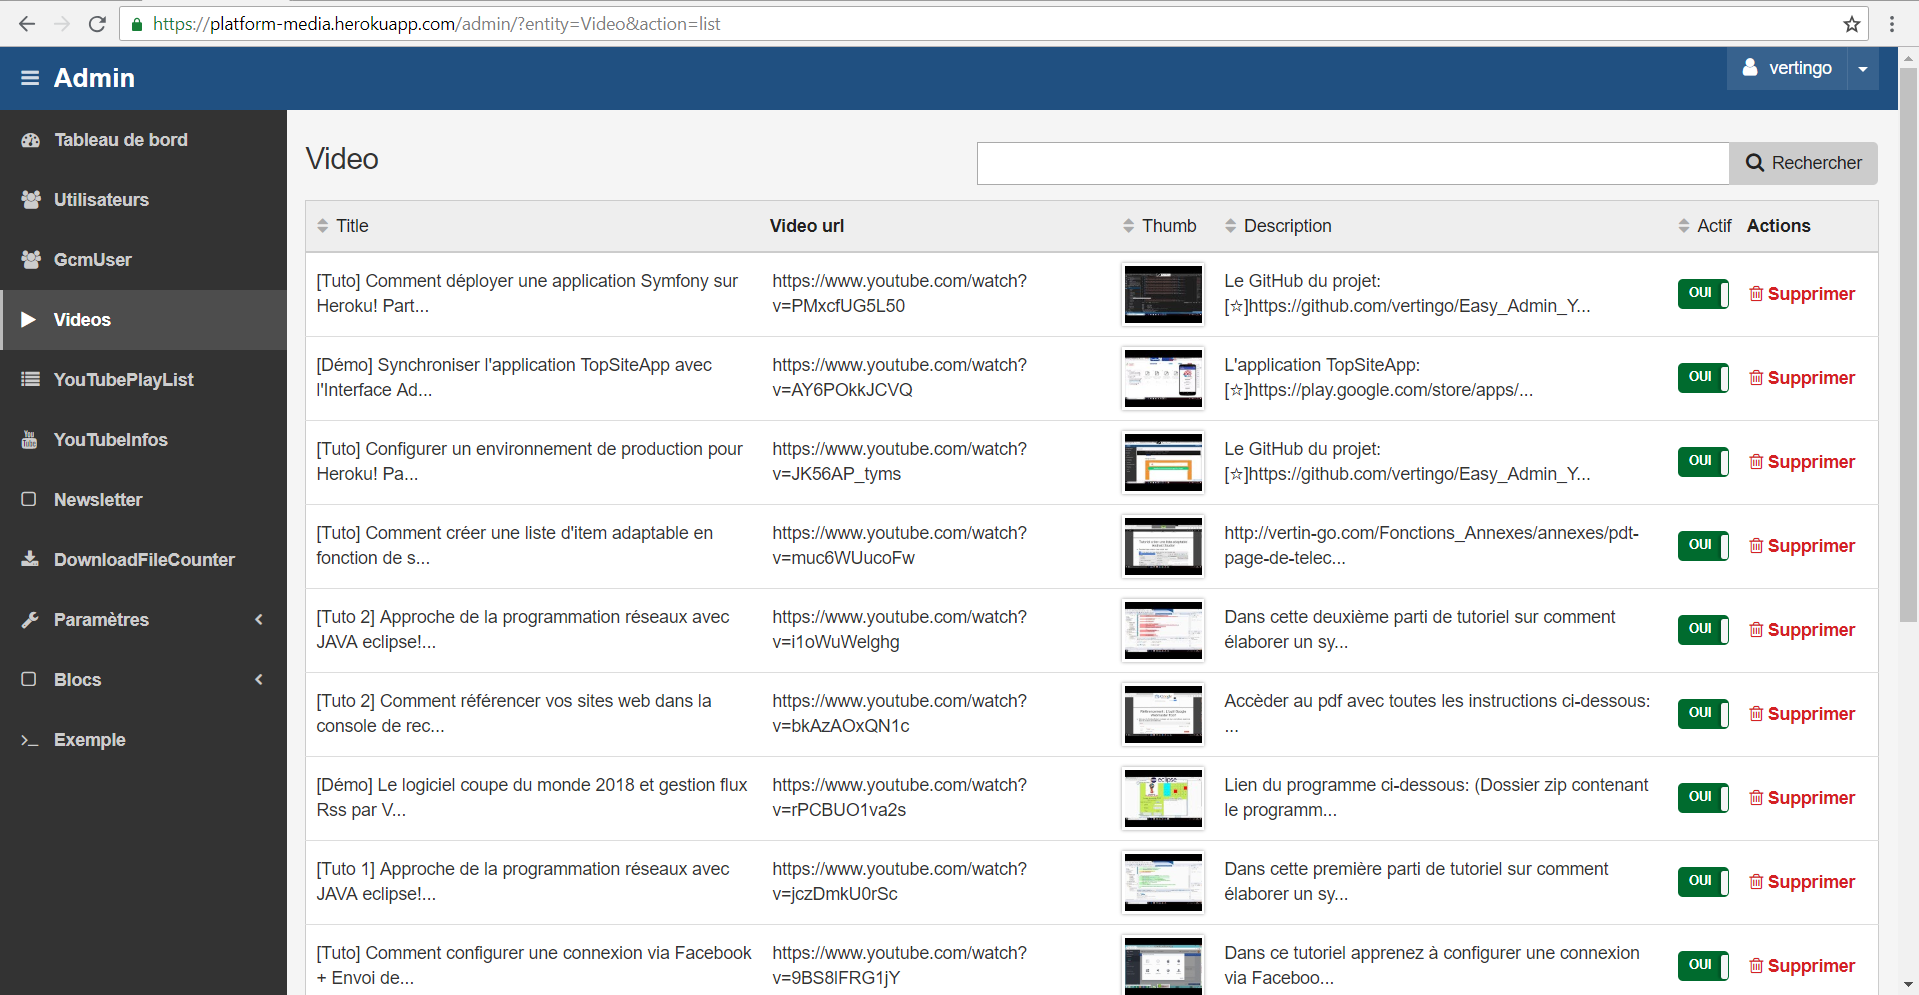 https://platform-media.herokuapp.com/admin/?entity=Video&action=list
Admin
vertingo
Tableau de bord
Utilisateurs
GcmUser
Videos
YouTubePlayList
YouTubeInfos
Newsletter
DownloadFileCounter
Paramètres
Blocs
Exemple
Video
Rechercher
Title Video url Thumb Description Actif Actions
[Tuto] Comment déployer une application Symfony sur
Heroku! Part...
https://www.youtube.com/watch?
v=PMxcfUG5L50
Le GitHub du projet:
[☆]https://github.com/vertingo/Easy_Admin_Y...
OUI Supprimer
[Démo] Synchroniser l'application TopSiteApp avec
l'Interface Ad...
https://www.youtube.com/watch?
v=AY6POkkJCVQ
L'application TopSiteApp:
[☆]https://play.google.com/store/apps/...
OUI Supprimer
[Tuto] Configurer un environnement de production pour
Heroku! Pa...
https://www.youtube.com/watch?
v=JK56AP_tyms
Le GitHub du projet:
[☆]https://github.com/vertingo/Easy_Admin_Y...
OUI Supprimer
[Tuto] Comment créer une liste d'item adaptable en
fonction de s...
https://www.youtube.com/watch?
v=muc6WUucoFw
http://vertin-go.com/Fonctions_Annexes/annexes/pdt-
page-de-telec...
OUI Supprimer
[Tuto 2] Approche de la programmation réseaux avec
JAVA eclipse!...
https://www.youtube.com/watch?
v=i1oWuWelghg
Dans cette deuxième parti de tutoriel sur comment
élaborer un sy...
OUI Supprimer
[Tuto 2] Comment référencer vos sites web dans la
console de rec...
https://www.youtube.com/watch?
v=bkAzAOxQN1c
Accèder au pdf avec toutes les instructions ci-dessous:
...
OUI Supprimer
[Démo] Le logiciel coupe du monde 2018 et gestion flux
Rss par V...
https://www.youtube.com/watch?
v=rPCBUO1va2s
eclipse
Lien du programme ci-dessous: (Dossier zip contenant
le programm...
OUI Supprimer
[Tuto 1] Approche de la programmation réseaux avec
JAVA eclipse!...
https://www.youtube.com/watch?
v=jczDmkU0rSc
Dans cette première parti de tutoriel sur comment
élaborer un sy...
OUI Supprimer
[Tuto] Comment configurer une connexion via Facebook
+ Envoi de...
https://www.youtube.com/watch?
v=9BS8lFRG1jY
Dans ce tutoriel apprenez à configurer une connexion
via Faceboo...
OUI Supprimer